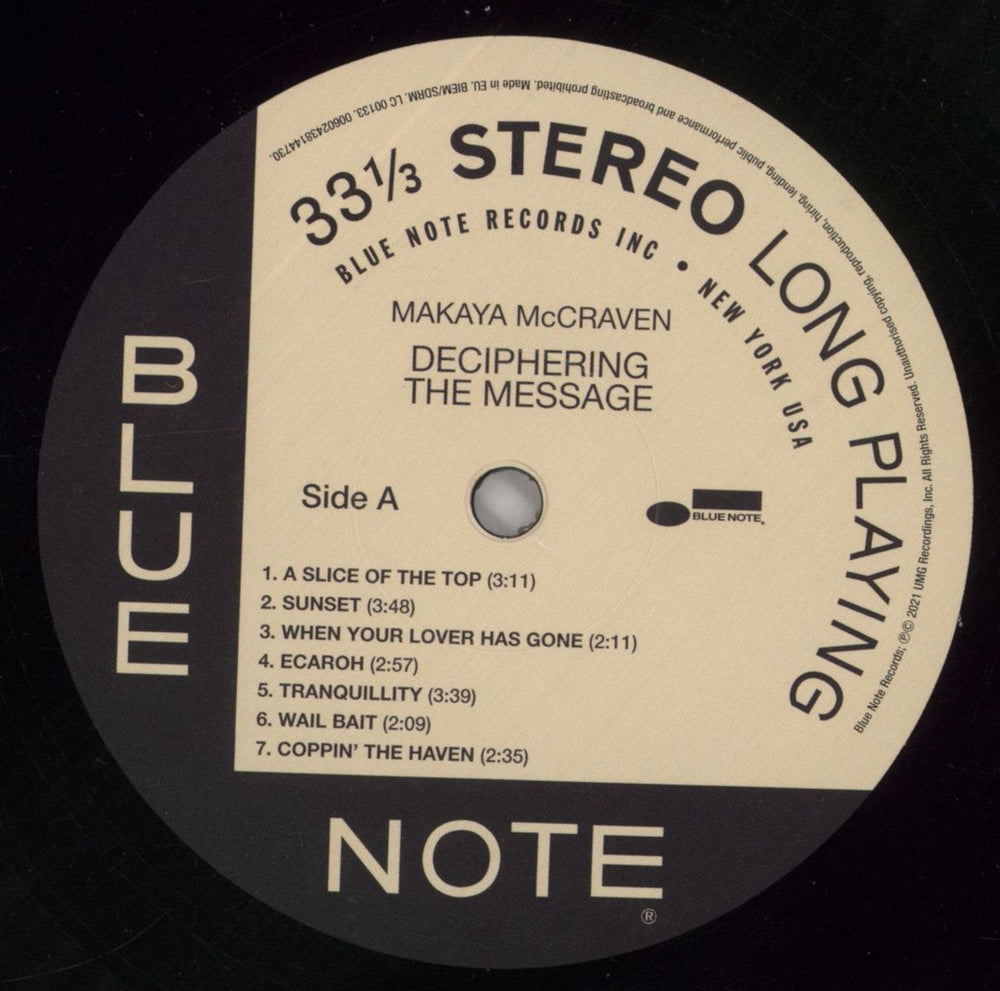 33⅓ STEREO LONG PLAYING
BLUE NOTE RECORDS INC • NEW YORK USA
MAKAYA McCRAVEN
DECIPHERING
THE MESSAGE
Side A
BLUE NOTE®
1. A SLICE OF THE TOP (3:11)
2. SUNSET (3:48)
3. WHEN YOUR LOVER HAS GONE (2:11)
4. ECAROH (2:57)
5. TRANQUILLITY (3:39)
6. WAIL BAIT (2:09)
7. COPPIN' THE HAVEN (2:35)
BLUE
NOTE
®
Blue Note Records; ℗© 2021 UMG Recordings, Inc. All Rights Reserved. Unauthorised copying, reproduction, hiring, lending, public performance and broadcasting prohibited. Made in EU. BIEM/SDRM. LC 00133. 00602438144730.